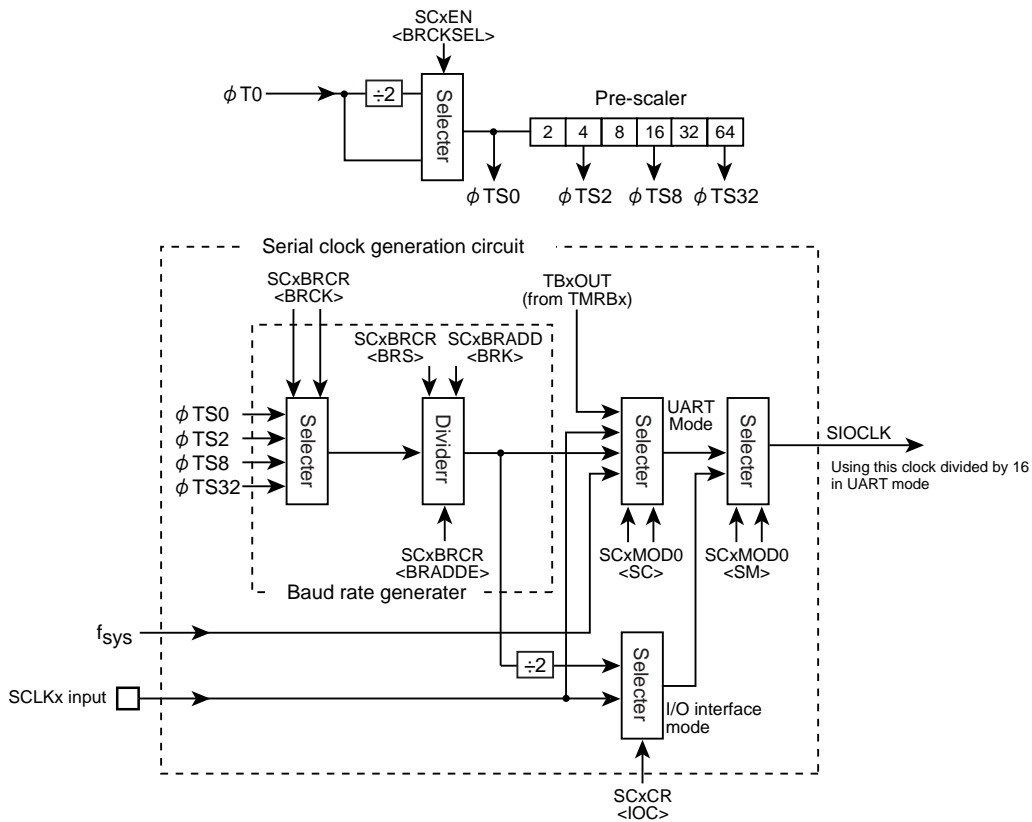 SCxEN
<BRCKSEL>
ϕT0
÷2
Selecter
Pre-scaler
2 4 8 16 32 64
ϕTS0
ϕTS2
ϕTS8
ϕTS32
Serial clock generation circuit
SCxBRCR
<BRCK>
TBxOUT
(from TMRBx)
SCxBRCR
<BRS>
SCxBRADD
<BRK>
ϕTS0
ϕTS2
ϕTS8
ϕTS32
Selecter
Dividerr
Selecter
UART
Mode
Selecter
SIOCLK
Using this clock divided by 16
in UART mode
SCxBRCR
<BRADDE>
SCxMOD0
<SC>
SCxMOD0
<SM>
Baud rate generater
fsys
÷2
Selecter
SCLKx input
I/O interface
mode
SCxCR
<IOC>